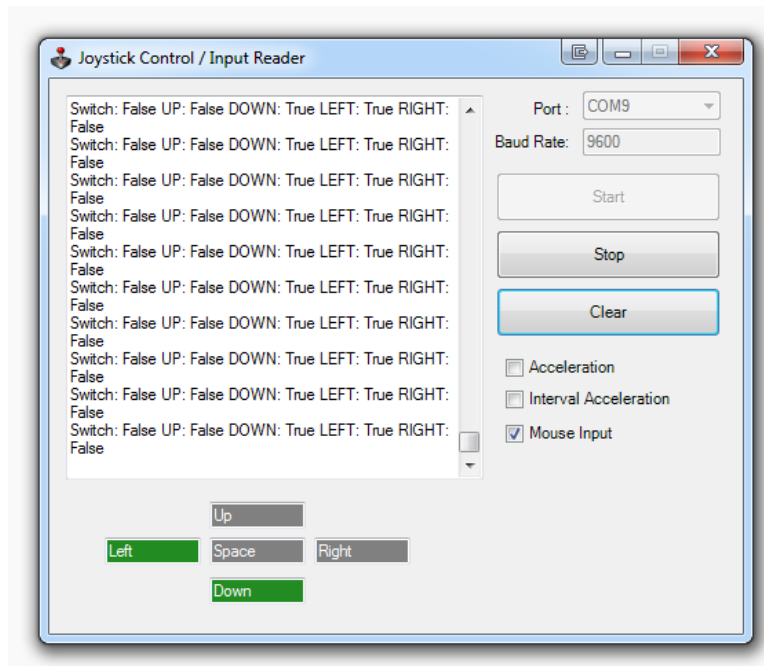 Joystick Control / Input Reader
Switch: False UP: False DOWN: True LEFT: True RIGHT:
False
Switch: False UP: False DOWN: True LEFT: True RIGHT:
False
Switch: False UP: False DOWN: True LEFT: True RIGHT:
False
Switch: False UP: False DOWN: True LEFT: True RIGHT:
False
Switch: False UP: False DOWN: True LEFT: True RIGHT:
False
Switch: False UP: False DOWN: True LEFT: True RIGHT:
False
Switch: False UP: False DOWN: True LEFT: True RIGHT:
False
Switch: False UP: False DOWN: True LEFT: True RIGHT:
False
Switch: False UP: False DOWN: True LEFT: True RIGHT:
False
Switch: False UP: False DOWN: True LEFT: True RIGHT:
False
Port : COM9
Baud Rate: 9600
Start
Stop
Clear
Acceleration
Interval Acceleration
Mouse Input
Up
Left Space Right
Down